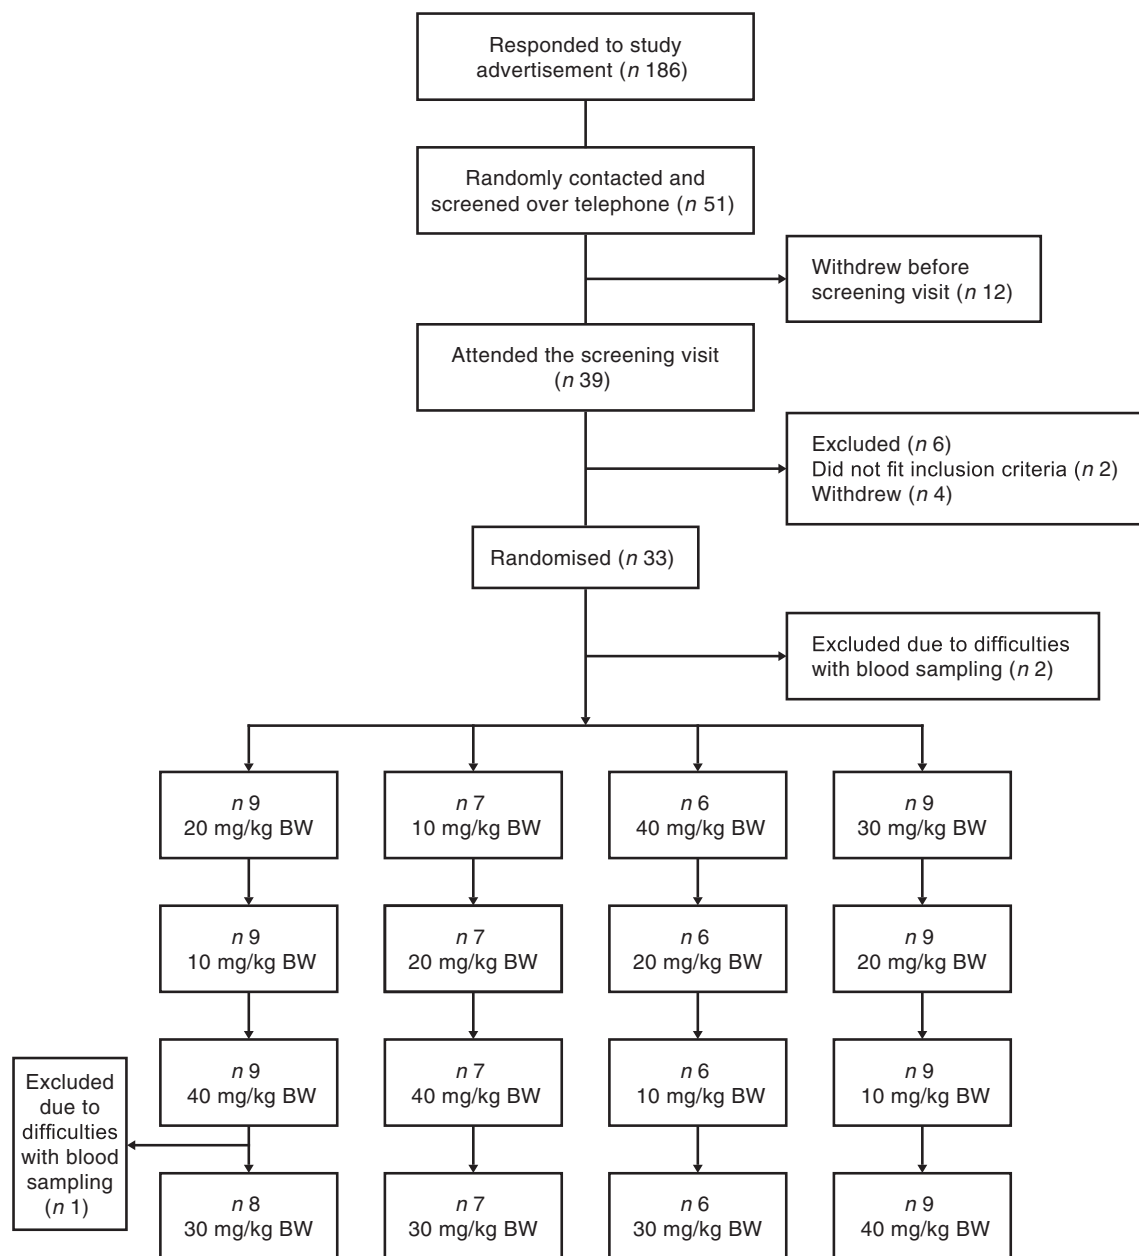 Responded to study
advertisement (n 186)
Randomly contacted and
screened over telephone (n 51)
Withdrew before
screening visit (n 12)
Attended the screening visit
(n 39)
Excluded (n 6)
Did not fit inclusion criteria (n 2)
Withdrew (n 4)
Randomised (n 33)
Excluded due to difficulties
with blood sampling (n 2)
n 9
20 mg/kg BW
n 7
10 mg/kg BW
n 6
40 mg/kg BW
n 9
30 mg/kg BW
n 9
10 mg/kg BW
n 7
20 mg/kg BW
n 6
20 mg/kg BW
n 9
20 mg/kg BW
n 9
40 mg/kg BW
n 7
40 mg/kg BW
n 6
10 mg/kg BW
n 9
10 mg/kg BW
Excluded
due to
difficulties
with blood
sampling
(n 1)
n 8
30 mg/kg BW
n 7
30 mg/kg BW
n 6
30 mg/kg BW
n 9
40 mg/kg BW